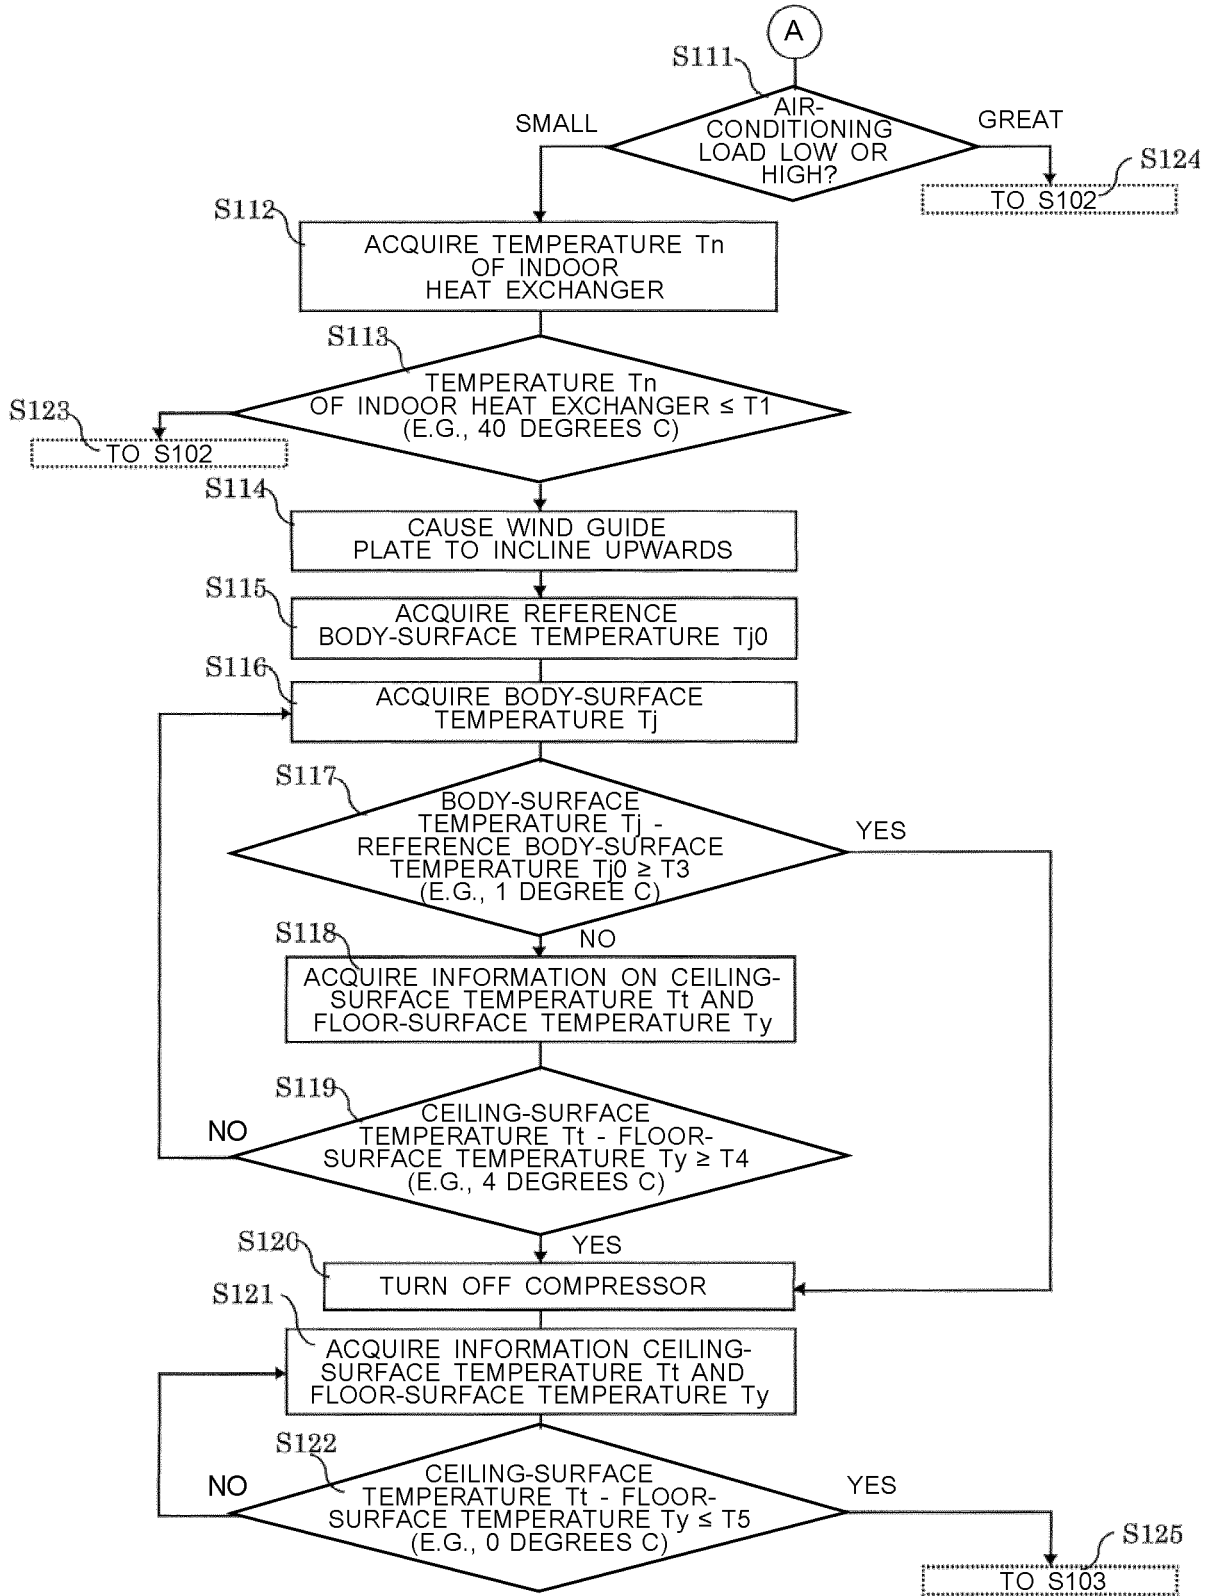 A
S111
AIR-
CONDITIONING
LOAD LOW OR
HIGH?
SMALL
GREAT
S124
TO S102
S112
ACQUIRE TEMPERATURE Tn
OF INDOOR
HEAT EXCHANGER
S113
TEMPERATURE Tn
OF INDOOR HEAT EXCHANGER ≤ T1
(E.G., 40 DEGREES C)
S123
TO S102
S114
CAUSE WIND GUIDE
PLATE TO INCLINE UPWARDS
S115
ACQUIRE REFERENCE
BODY-SURFACE TEMPERATURE Tj0
S116
ACQUIRE BODY-SURFACE
TEMPERATURE Tj
S117
BODY-SURFACE
TEMPERATURE Tj -
REFERENCE BODY-SURFACE
TEMPERATURE Tj0 ≥ T3
(E.G., 1 DEGREE C)
YES
NO
S118
ACQUIRE INFORMATION ON CEILING-
SURFACE TEMPERATURE Tt AND
FLOOR-SURFACE TEMPERATURE Ty
S119
CEILING-SURFACE
TEMPERATURE Tt - FLOOR-
SURFACE TEMPERATURE Ty ≥ T4
(E.G., 4 DEGREES C)
NO
YES
S120
TURN OFF COMPRESSOR
S121
ACQUIRE INFORMATION CEILING-
SURFACE TEMPERATURE Tt AND
FLOOR-SURFACE TEMPERATURE Ty
S122
CEILING-SURFACE
TEMPERATURE Tt - FLOOR-
SURFACE TEMPERATURE Ty ≤ T5
(E.G., 0 DEGREES C)
NO
YES
S125
TO S103